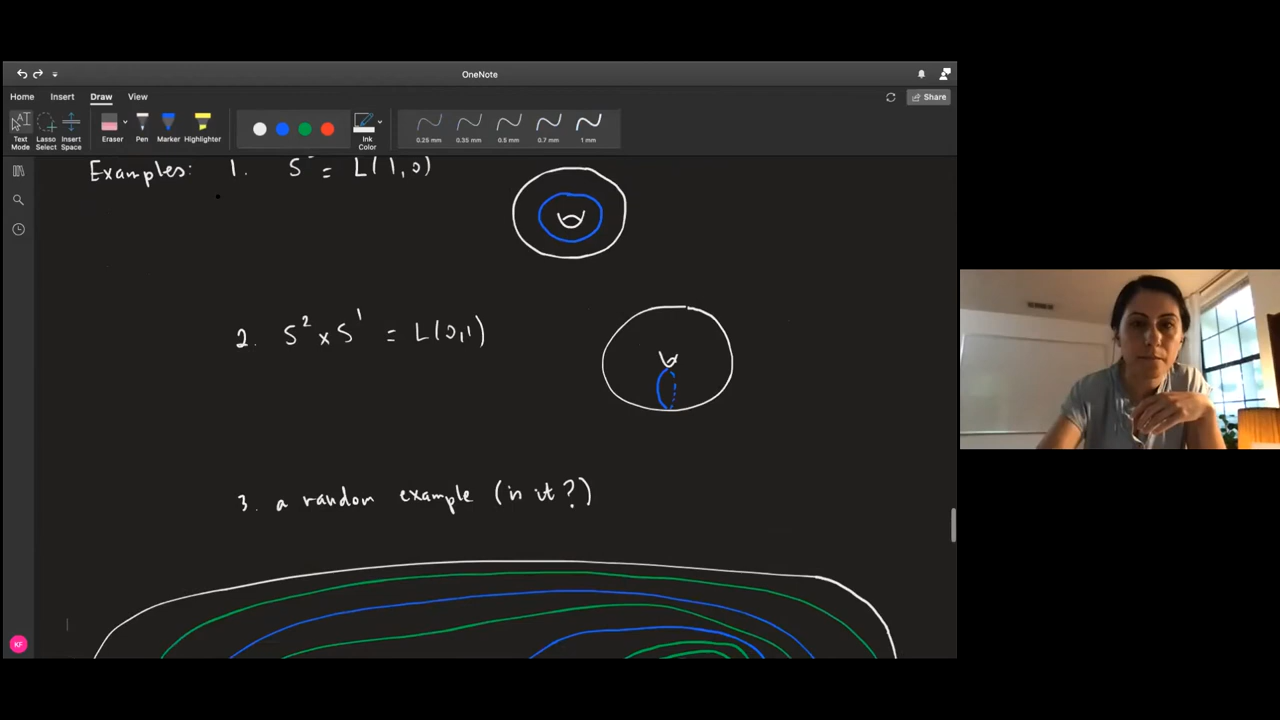 OneNote
Home Insert Draw View
Share
Text Mode Lasso Select Insert Space Eraser Pen Marker Highlighter Ink Color 0.25 mm 0.35 mm 0.5 mm 0.7 mm 1 mm
Examples: 1. S = L(1,0)
2. S² x S¹ = L(0,1)
3. a random example (is it?)
KF